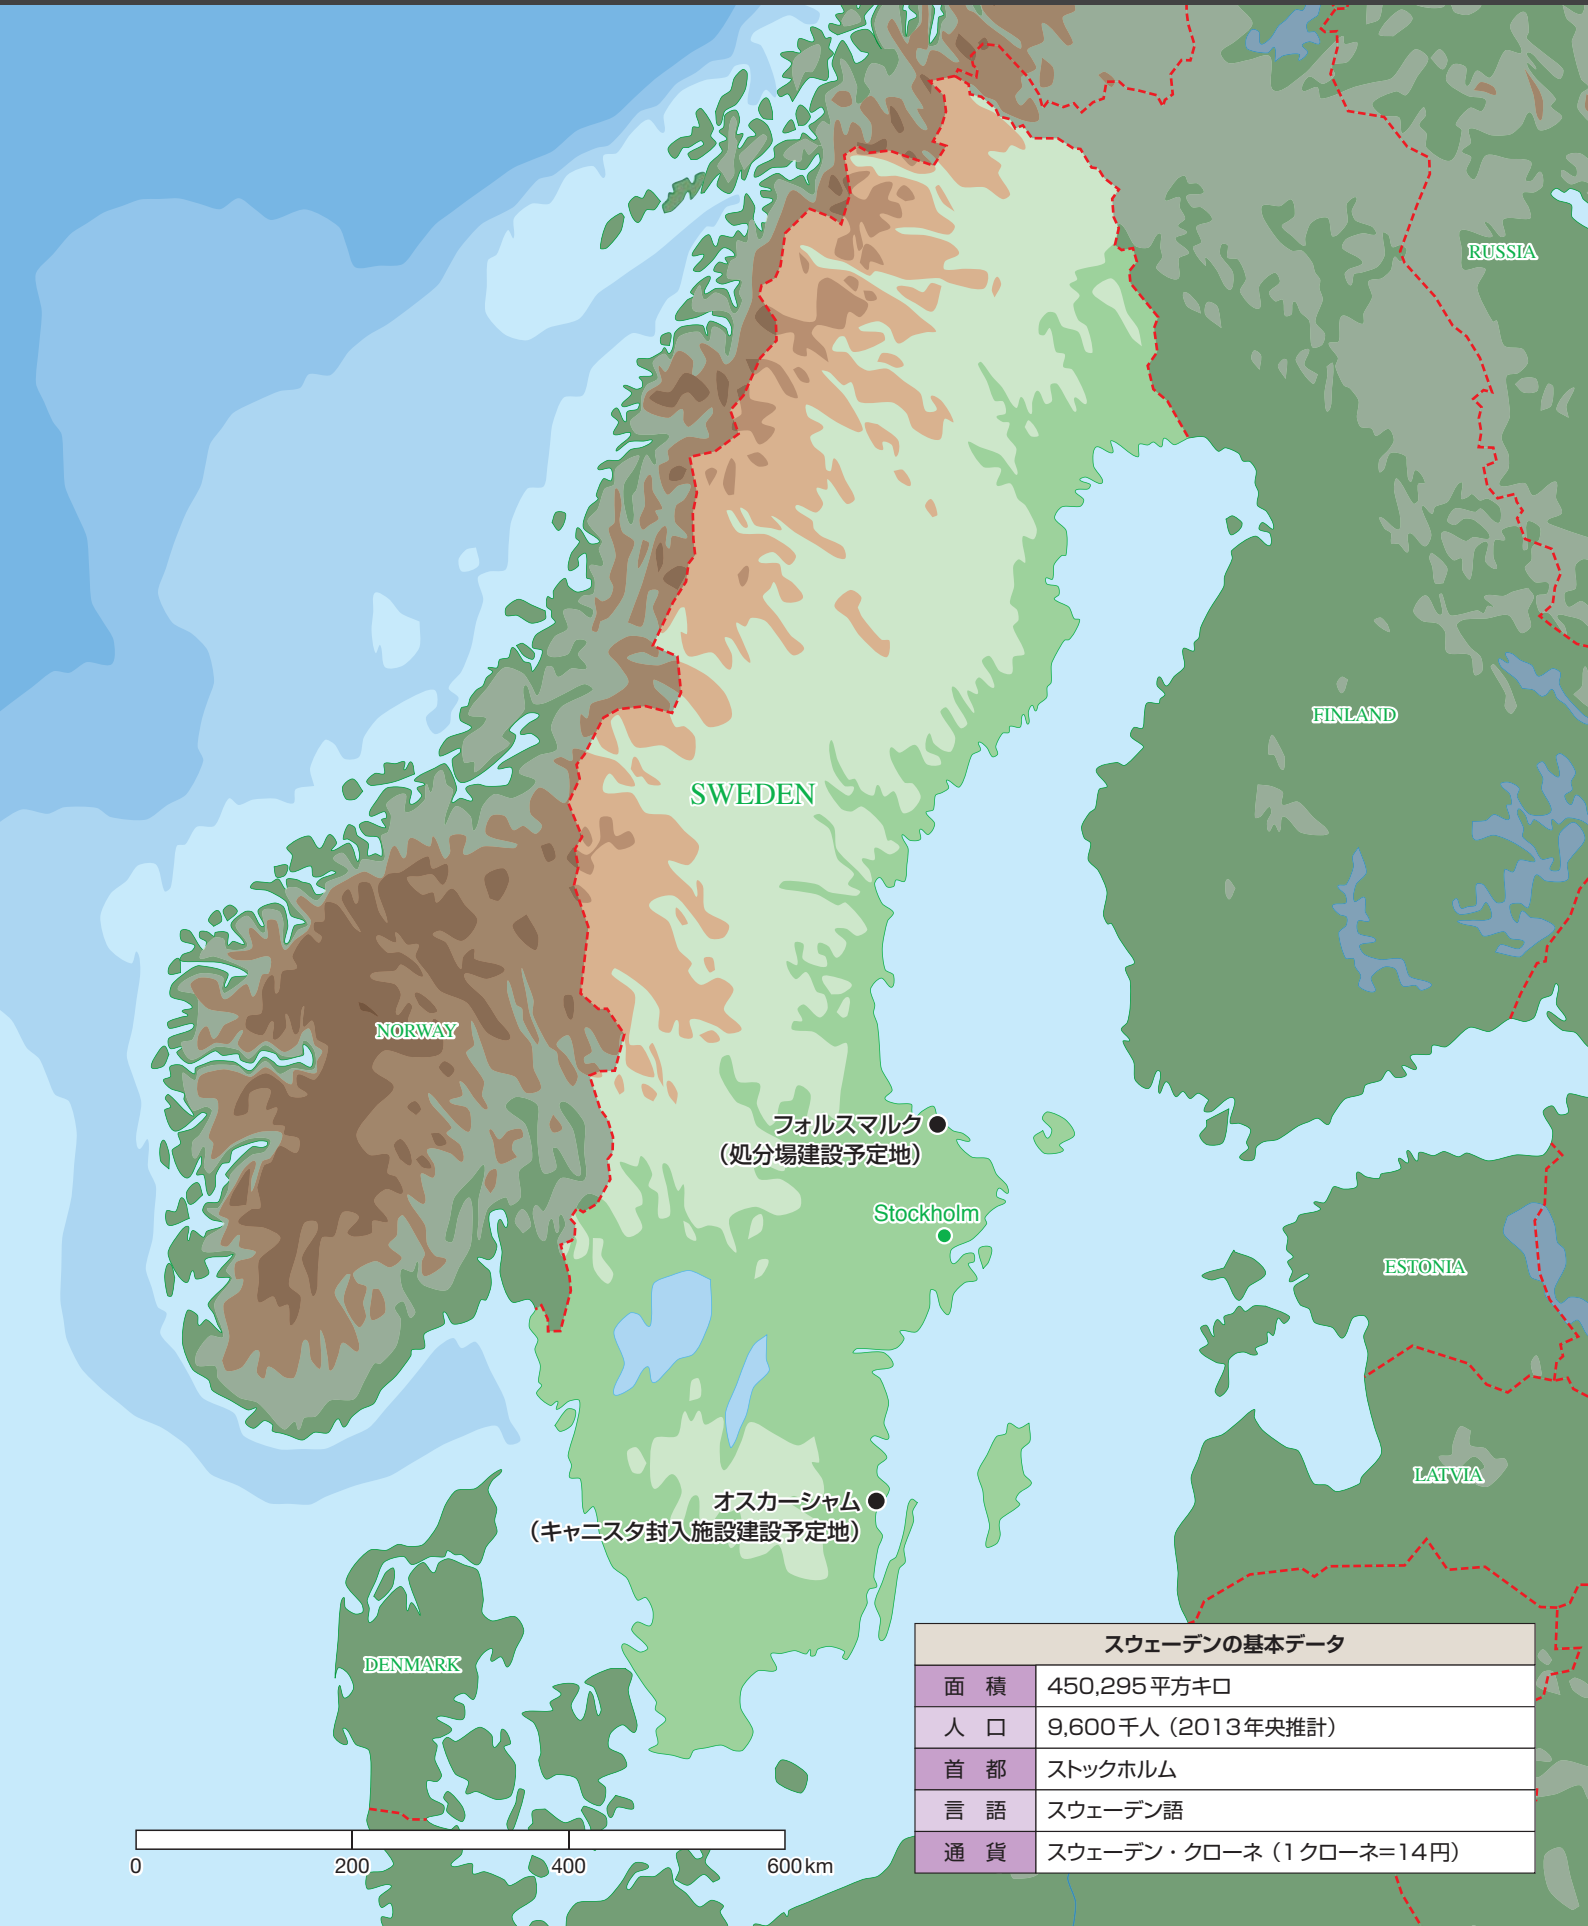 RUSSIA
FINLAND
SWEDEN
NORWAY
フォルスマルク
（処分場建設予定地）
Stockholm
ESTONIA
LATVIA
オスカーシャム
（キャニスタ封入施設建設予定地）
DENMARK
スウェーデンの基本データ
面　積 450,295平方キロ
人　口 9,600千人（2013年央推計）
首　都 ストックホルム
言　語 スウェーデン語
通　貨 スウェーデン・クローネ（1クローネ=14円）
0 200 400 600km